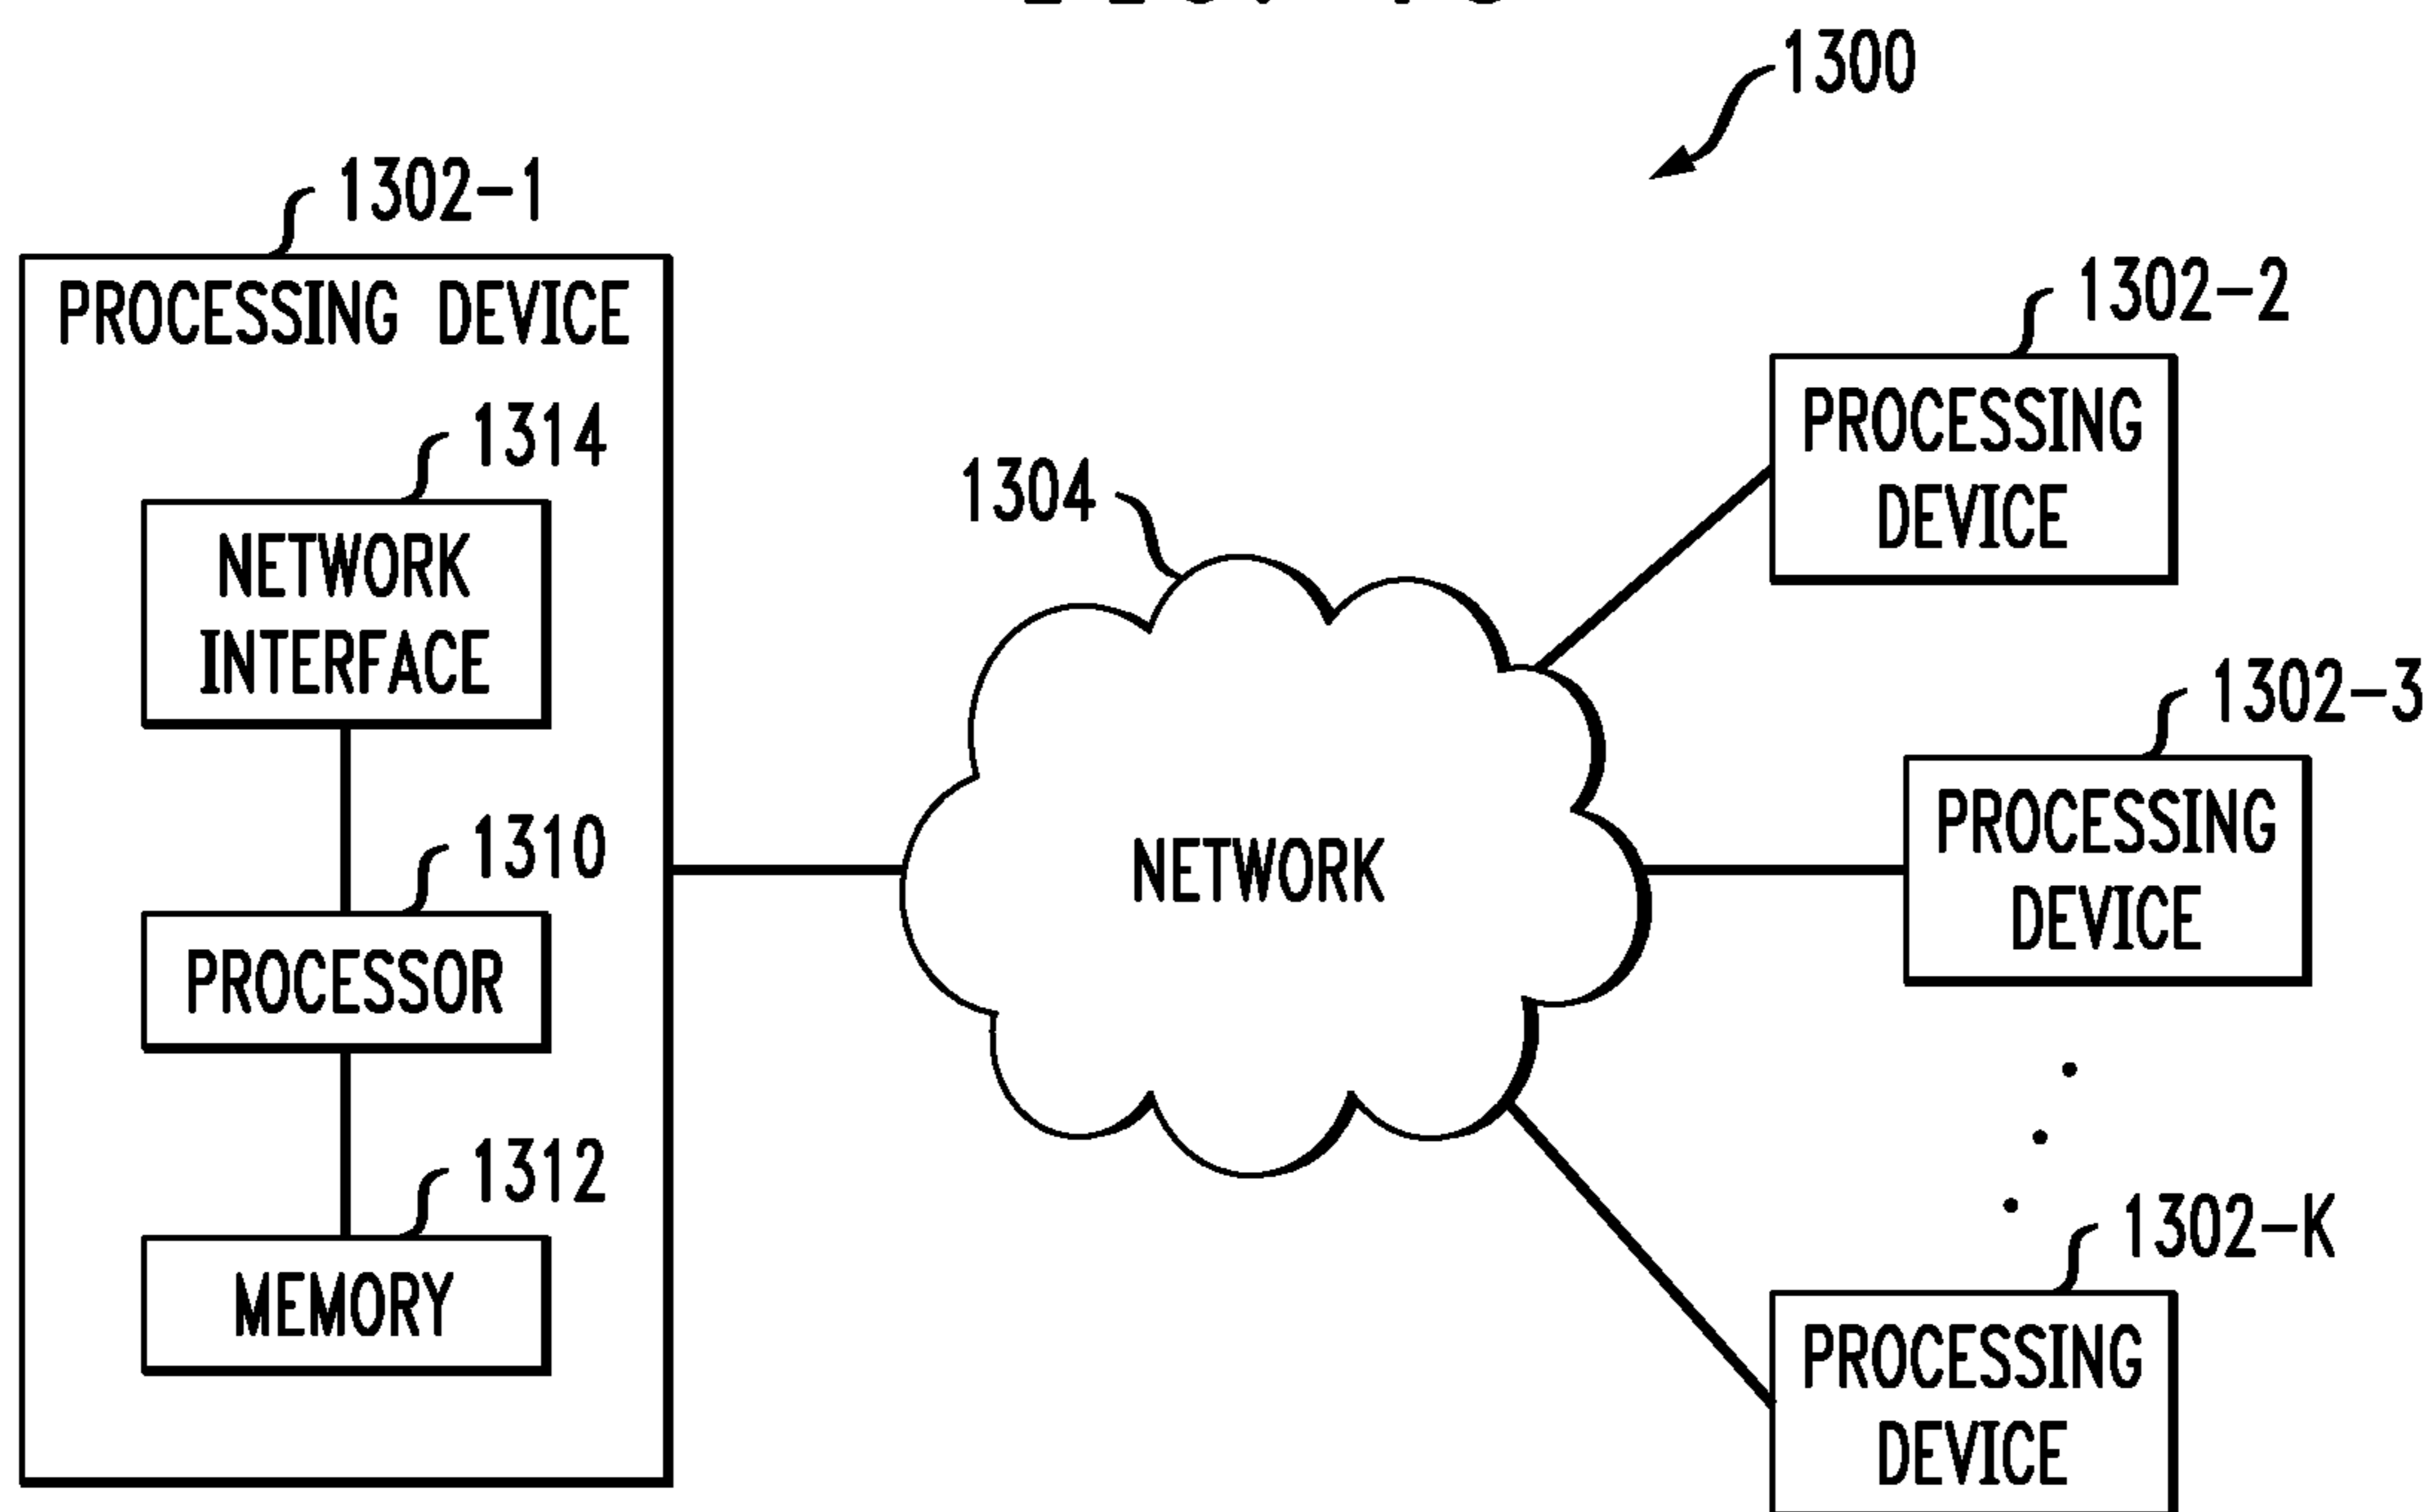 1300
1302-1
PROCESSING DEVICE
1314
NETWORK
INTERFACE
1310
PROCESSOR
1312
MEMORY
1304
NETWORK
1302-2
PROCESSING
DEVICE
1302-3
PROCESSING
DEVICE
1302-K
PROCESSING
DEVICE